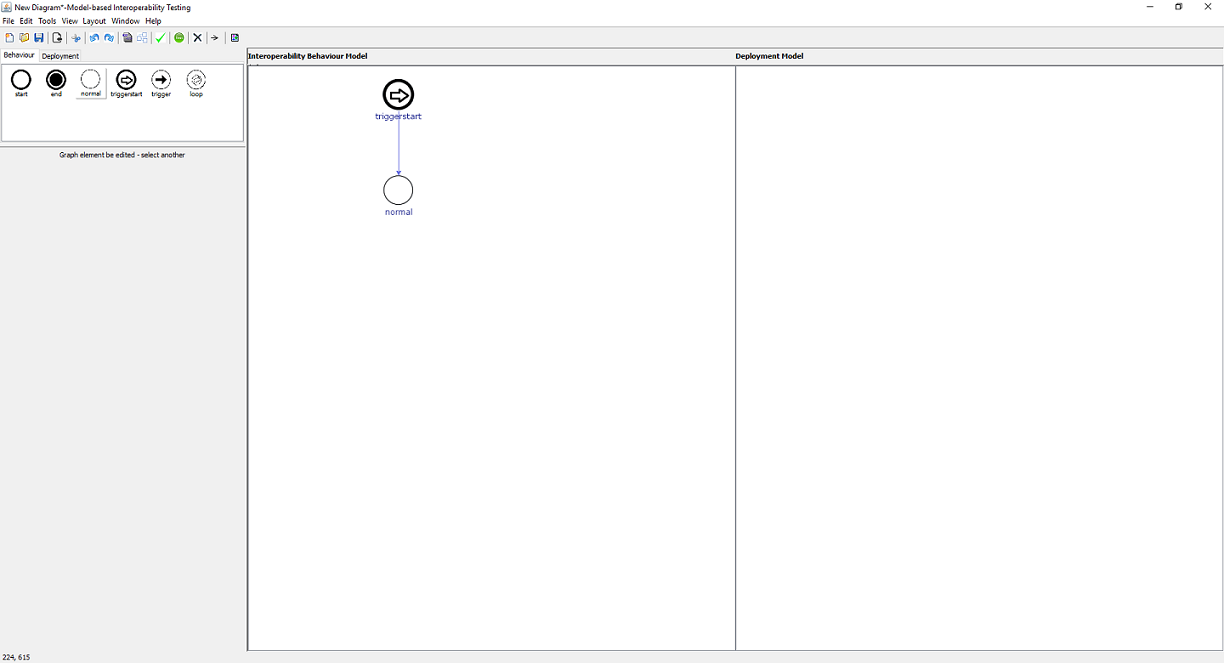 New Diagram*-Model-based Interoperability Testing
File Edit Tools View Layout Window Help
Behaviour Deployment
start end normal triggerstart trigger loop
Graph element be edited - select another
Interoperability Behaviour Model
Deployment Model
triggerstart
normal
224, 615